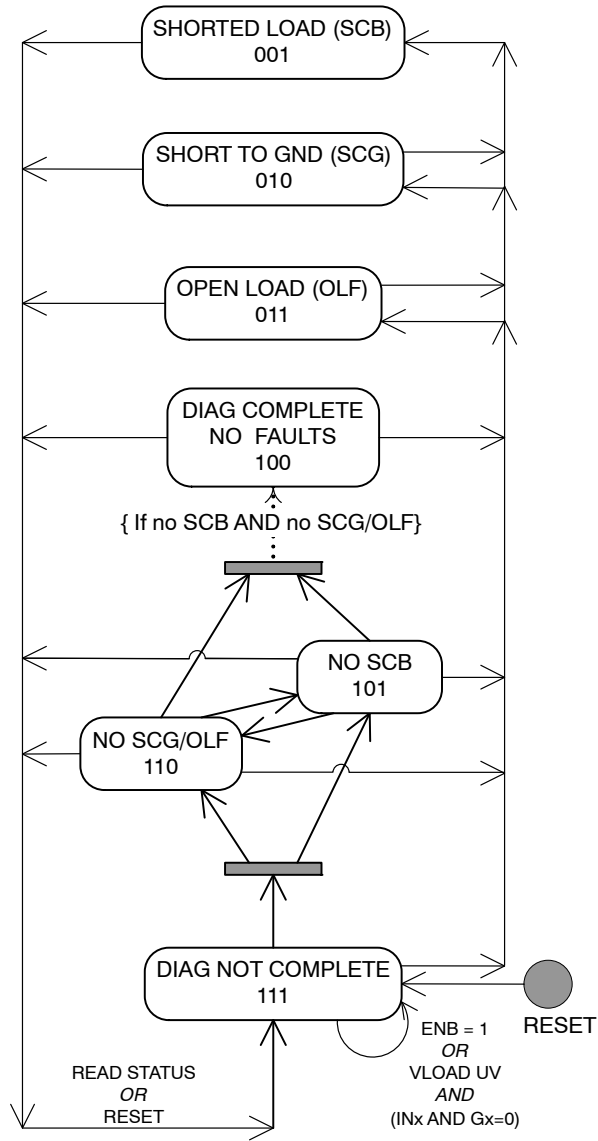 SHORTED LOAD (SCB)
001
SHORT TO GND (SCG)
010
OPEN LOAD (OLF)
011
DIAG COMPLETE
NO FAULTS
100
{ If no SCB AND no SCG/OLF}
NO SCB
101
NO SCG/OLF
110
DIAG NOT COMPLETE
111
RESET
ENB = 1
OR
VLOAD UV
AND
(INx AND Gx=0)
READ STATUS
OR
RESET